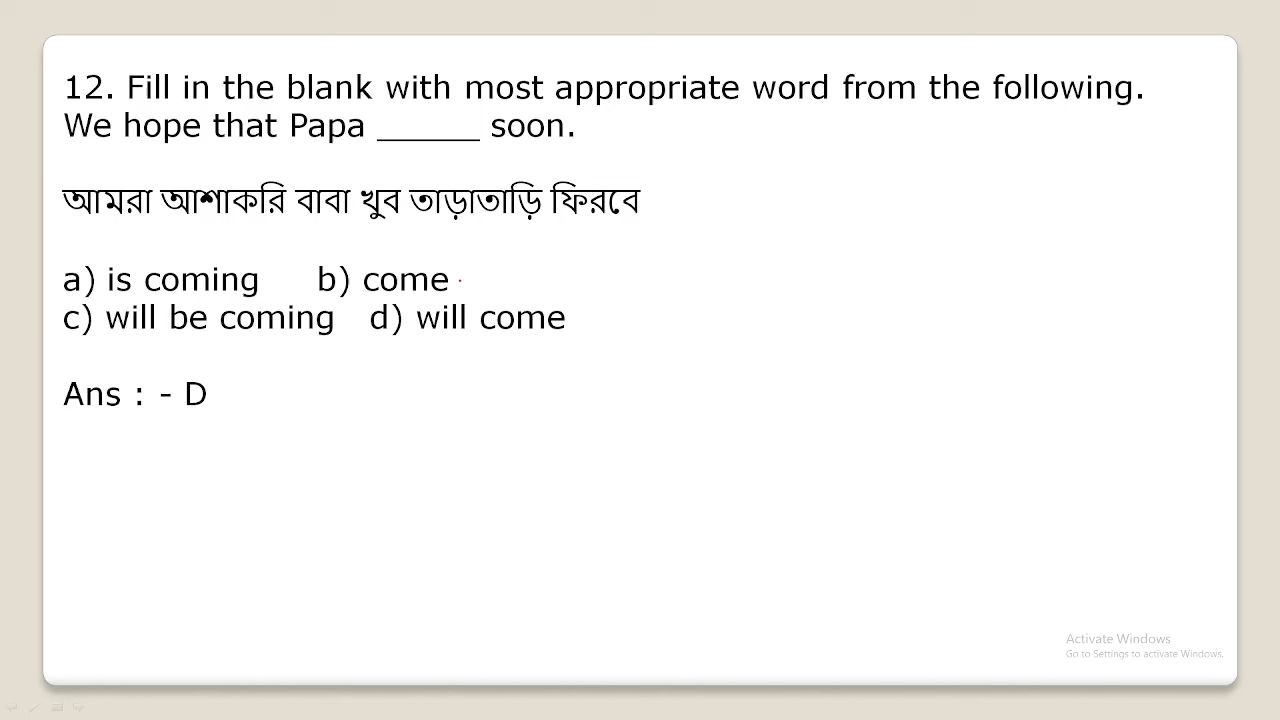 12. Fill in the blank with most appropriate word from the following.
We hope that Papa ______ soon.
আমরা আশাকরি বাবা খুব তাড়াতাড়ি ফিরবে
a) is coming b) come
c) will be coming d) will come
Ans : - D
Activate Windows
Go to Settings to activate Windows.